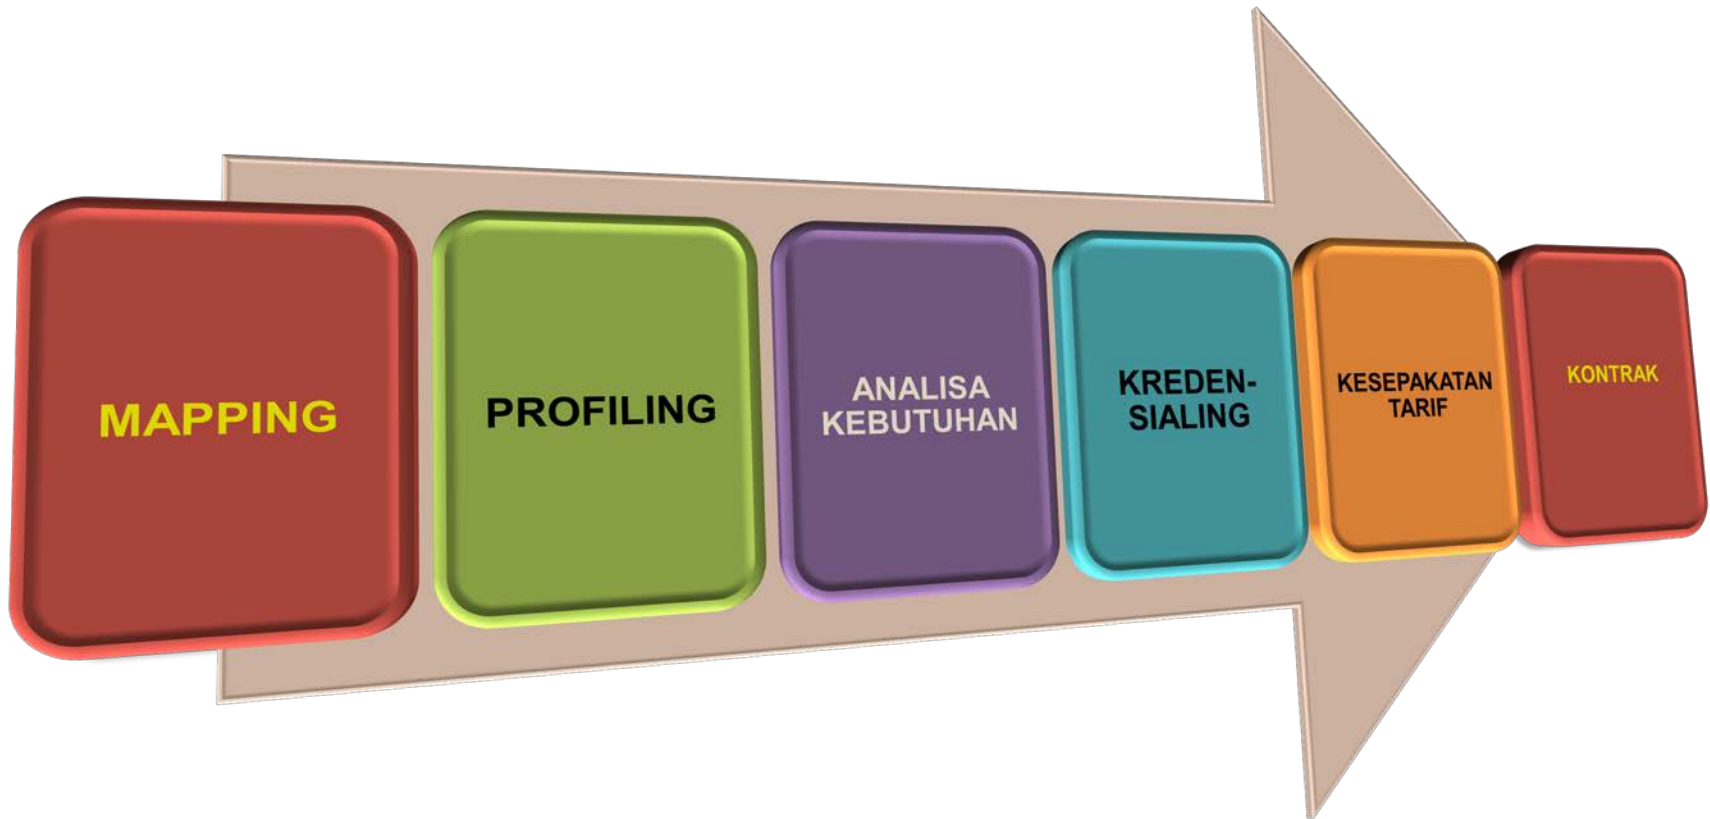 MAPPING
PROFILING
ANALISA
KEBUTUHAN
KREDEN-
SIALING
KESEPAKATAN
TARIF
KONTRAK